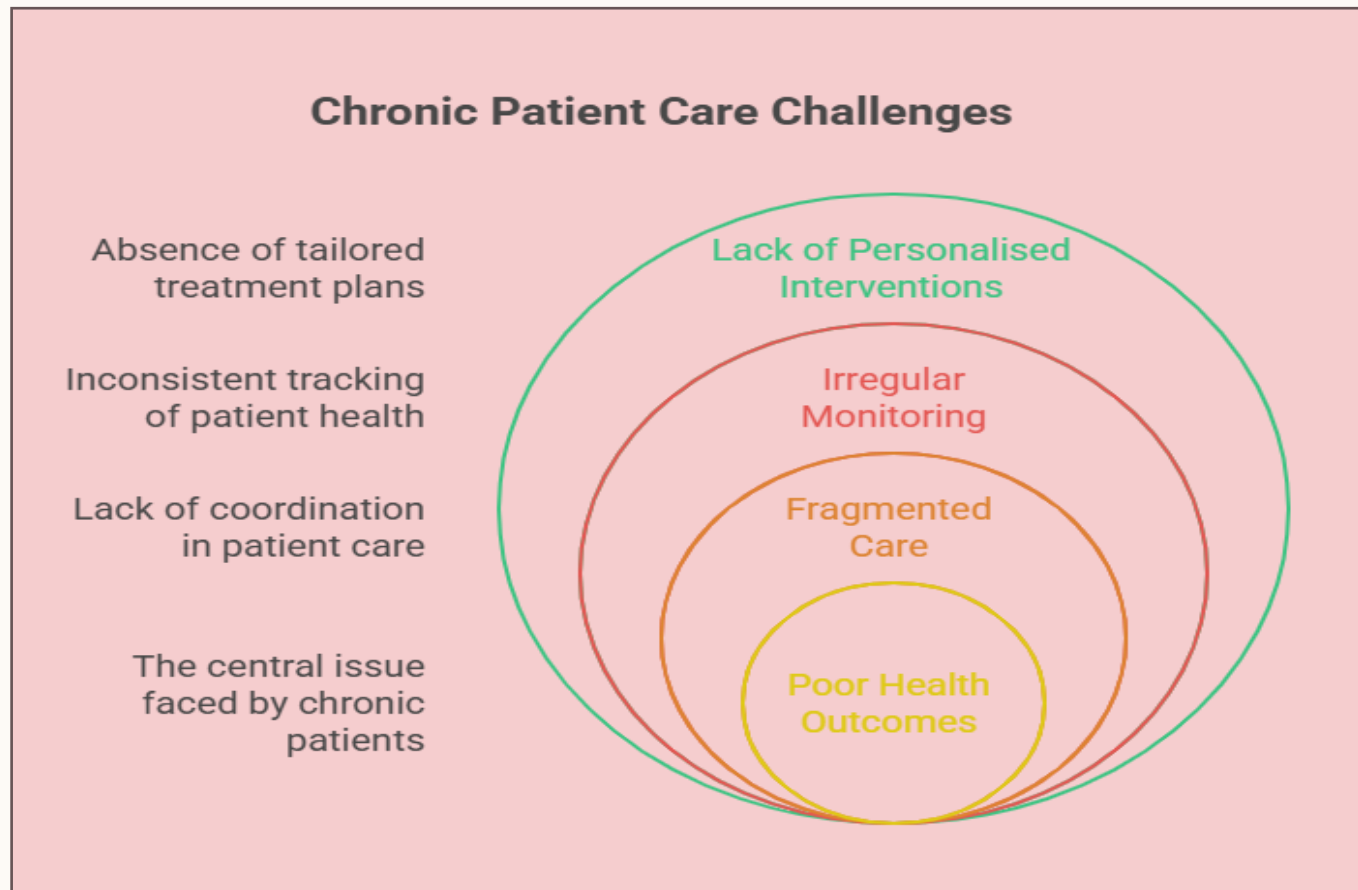 Chronic Patient Care Challenges
Absence of tailored
treatment plans
Lack of Personalised
Interventions
Inconsistent tracking
of patient health
Irregular
Monitoring
Lack of coordination
in patient care
Fragmented
Care
The central issue
faced by chronic
patients
Poor Health
Outcomes